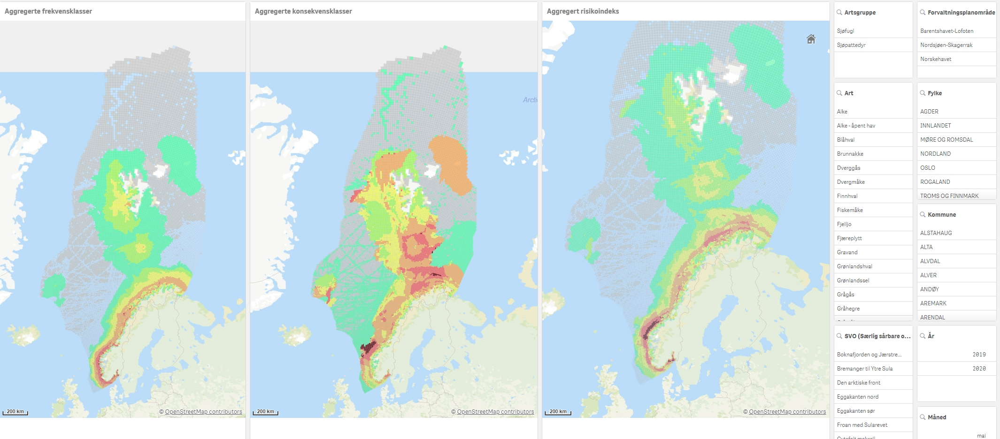 Aggregerte frekvensklasser
200 km
© OpenStreetMap contributors
Aggregerte konsekvensklasser
Arctic
200 km
© OpenStreetMap contributors
Aggregert risikoindeks
200 km
© OpenStreetMap contributors
Artsgruppe
Sjøfugl
Sjøpattedyr
Forvaltningsplanområde
Barentshavet-Lofoten
Nordsjøen-Skagerrak
Norskehavet
Art
Alke
Alke - åpent hav
Blåhval
Brunnakke
Dverggås
Dvergmåke
Finnhval
Fiskemåke
Fjelljo
Fjæreplytt
Gravand
Grønlandshval
Grønlandssel
Grågås
Gråhegre
Fylke
AGDER
INNLANDET
MØRE OG ROMSDAL
NORDLAND
OSLO
ROGALAND
TROMS OG FINNMARK
Kommune
ALSTAHAUG
ALTA
ALVDAL
ALVER
ANDØY
AREMARK
ARENDAL
SVO (Særlig sårbare o...
Boknafjorden og Jærstre...
Bremanger til Ytre Sula
Den arktiske front
Eggakanten nord
Eggakanten sør
Froan med Sularevet
År
2019
2020
Måned
mai